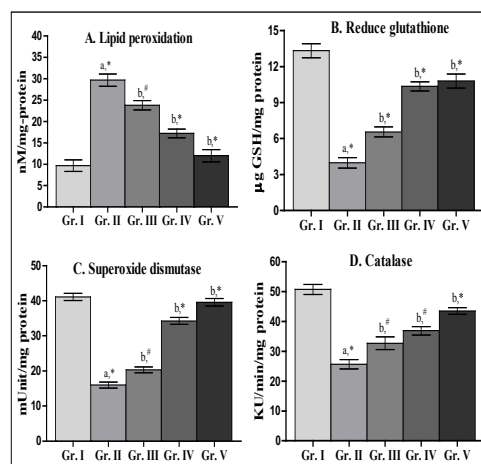 A. Lipid peroxidation
nM/mg-protein
40
35
30
25
20
15
10
5
0
a,*
b,#
b,*
b,*
Gr. I Gr. II Gr. III Gr. IV Gr. V
B. Reduce glutathione
µg GSH/mg protein
15
12
9
6
3
0
a,*
b,*
b,*
b,*
Gr. I Gr. II Gr. III Gr. IV Gr. V
C. Superoxide dismutase
mUnit/mg protein
40
20
0
a,*
b,#
b,*
b,*
Gr. I Gr. II Gr. III Gr. IV Gr. V
D. Catalase
KU/min/mg protein
60
50
40
30
20
10
0
a,*
b,#
b,#
b,*
Gr. I Gr. II Gr. III Gr. IV Gr. V